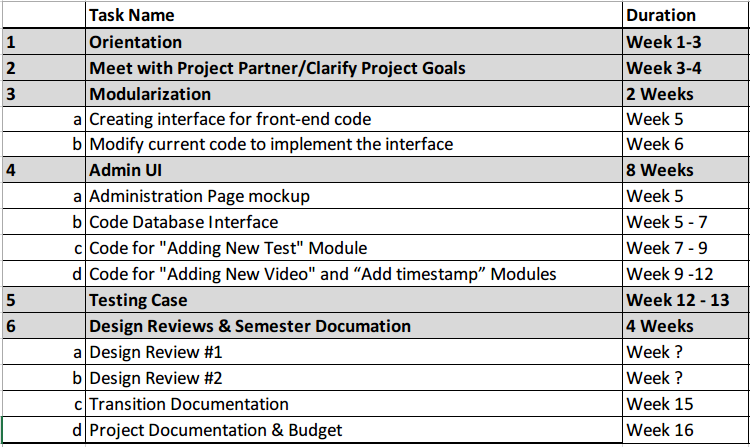 Task Name Duration
1 Orientation Week 1-3
2 Meet with Project Partner/Clarify Project Goals Week 3-4
3 Modularization 2 Weeks
a Creating interface for front-end code Week 5
b Modify current code to implement the interface Week 6
4 Admin UI 8 Weeks
a Administration Page mockup Week 5
b Code Database Interface Week 5 - 7
c Code for "Adding New Test" Module Week 7 - 9
d Code for "Adding New Video" and “Add timestamp” Modules Week 9 -12
5 Testing Case Week 12 - 13
6 Design Reviews & Semester Documation 4 Weeks
a Design Review #1 Week ?
b Design Review #2 Week ?
c Transition Documentation Week 15
d Project Documentation & Budget Week 16